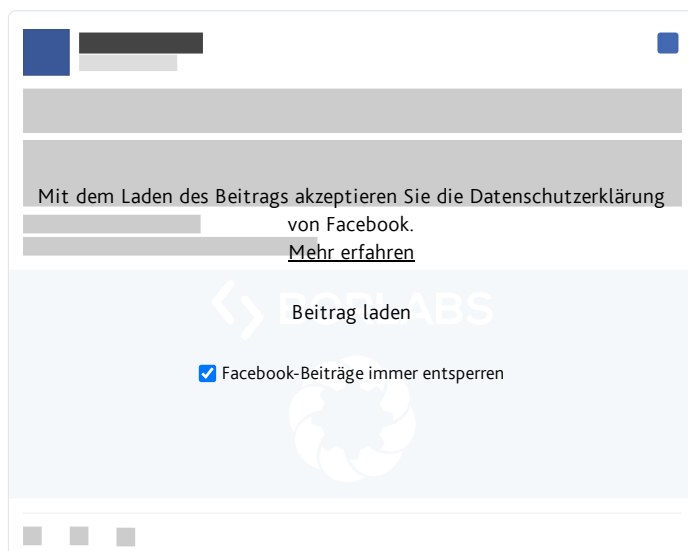 Mit dem Laden des Beitrags akzeptieren Sie die Datenschutzerklärung
von Facebook.
Mehr erfahren
BORLABS
Beitrag laden
Facebook-Beiträge immer entsperren